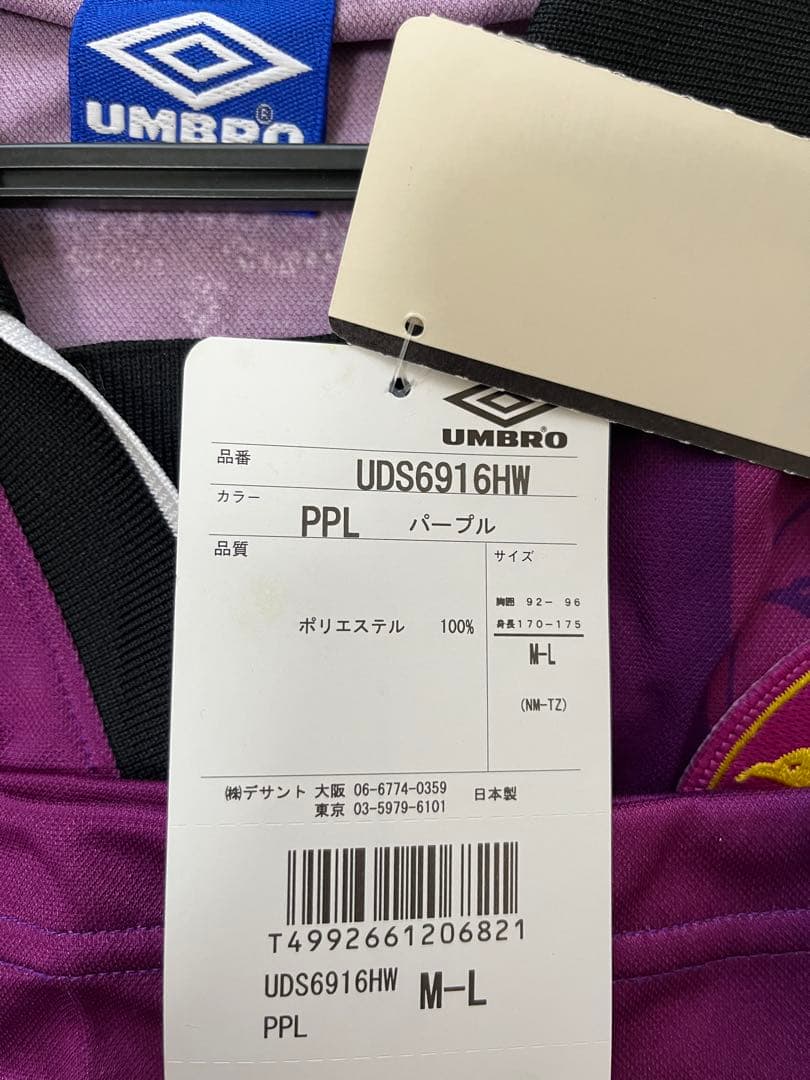 UMBRO
®
UMBRO®
品番
UDS6916HW
カラー
PPL パープル
品質
サイズ
胸囲 92- 96
ポリエステル 100%
身長170-175
M-L
(NM-TZ)
㈱デサント 大阪 06-6774-0359
東京 03-5979-6101
日本製
T4992661206821
UDS6916HW M-L
PPL